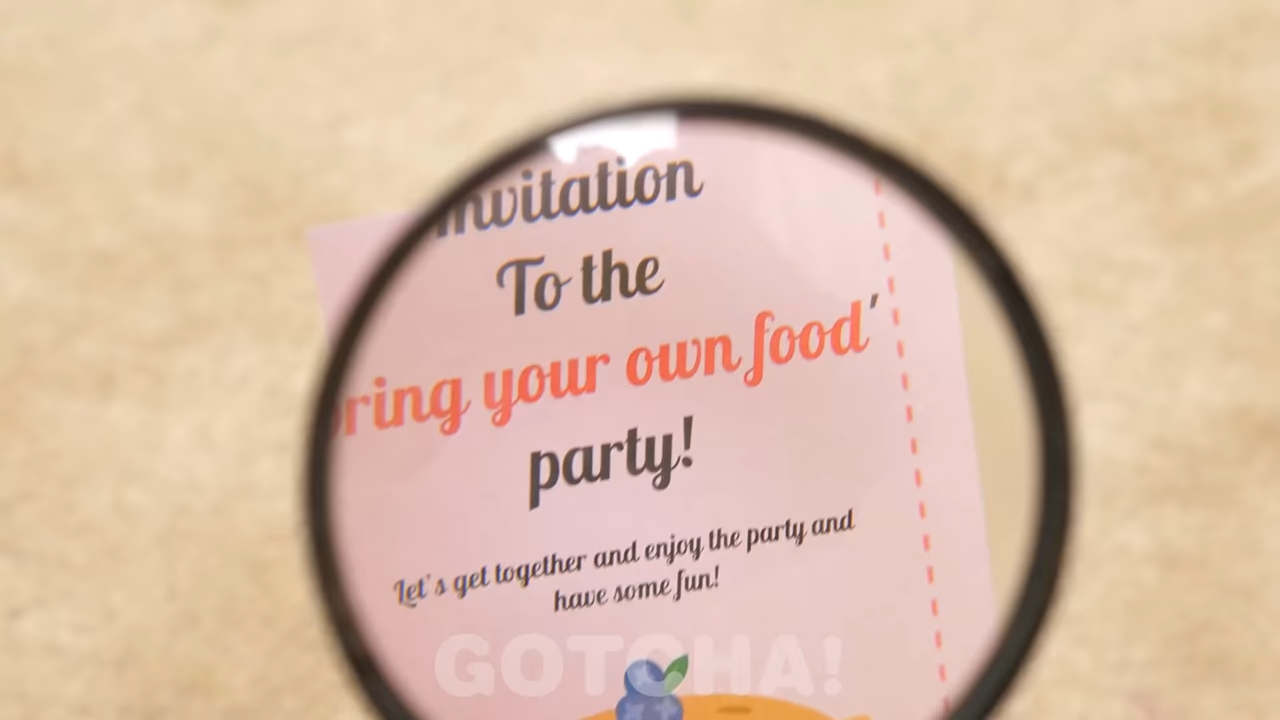 nvitation
To the
ring your own food'
party!
Let's get together and enjoy the party and
have some fun!
GOTCHA!